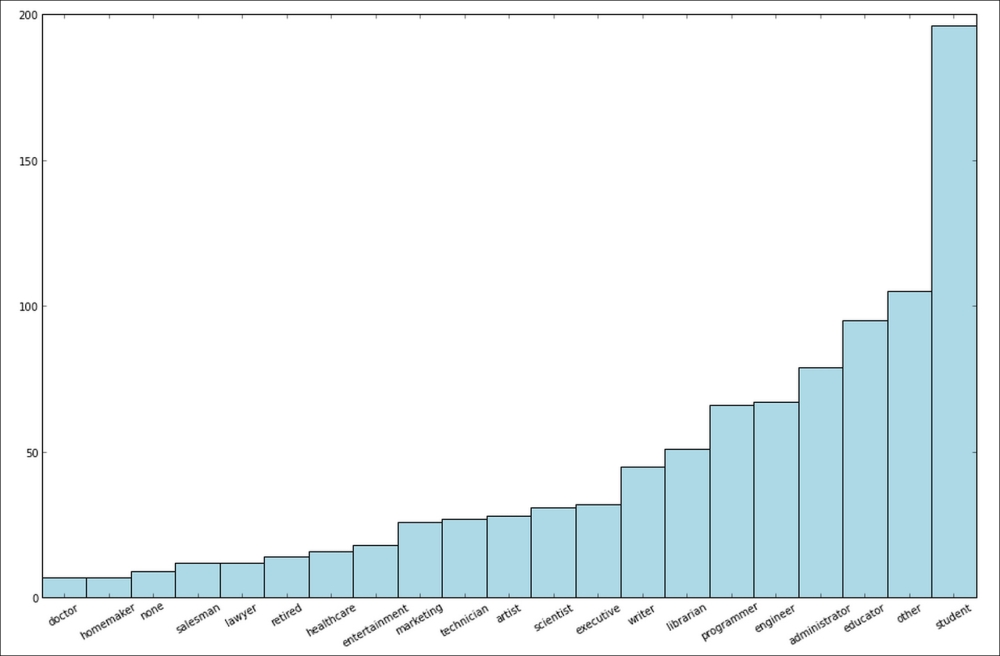 200
150
100
50
0
doctor
homemaker
none
salesman
lawyer
retired
healthcare
entertainment
marketing
technician
artist
scientist
executive
writer
librarian
programmer
engineer
administrator
educator
other
student